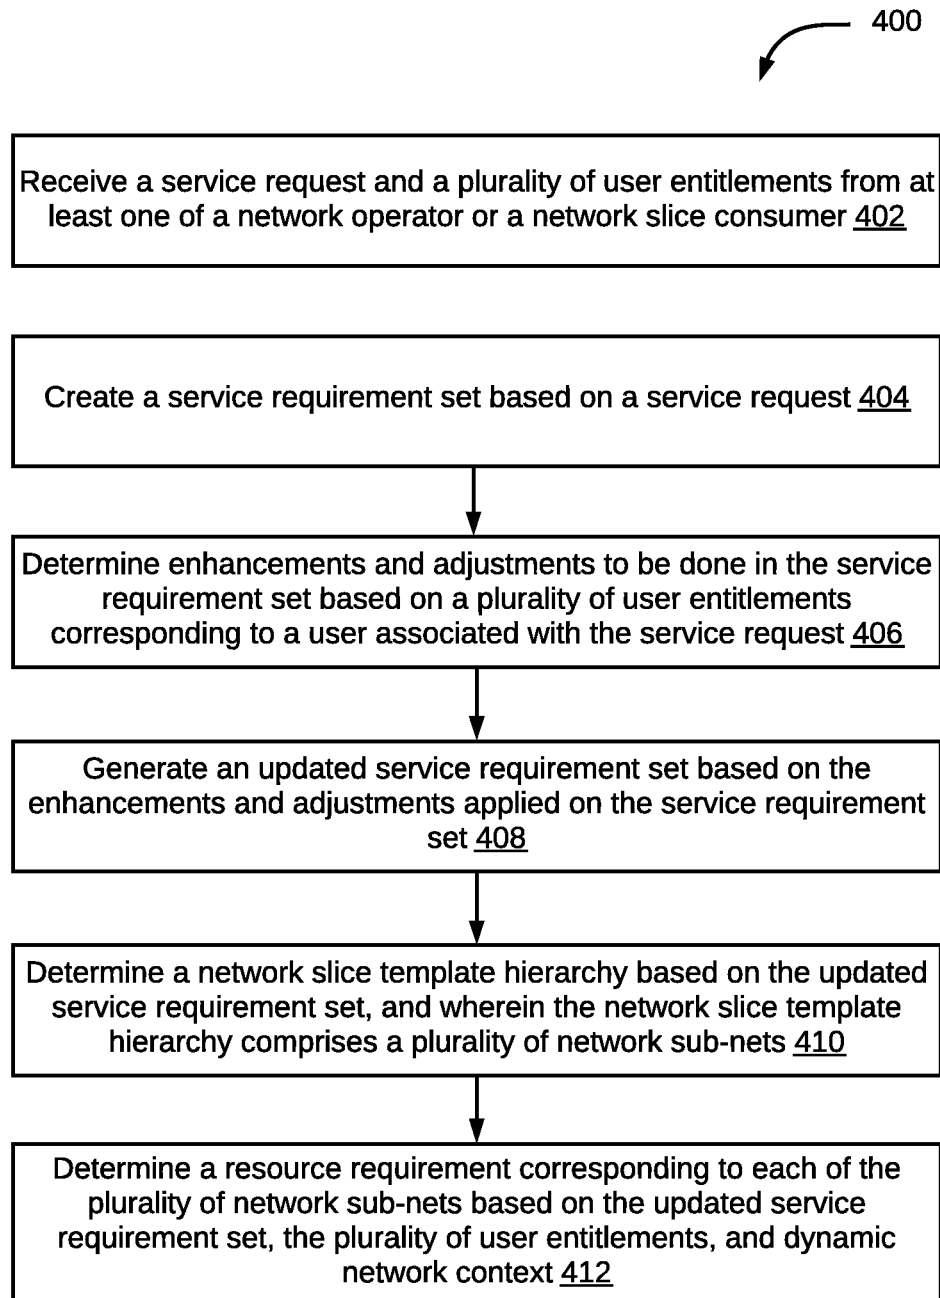 400
Receive a service request and a plurality of user entitlements from at
least one of a network operator or a network slice consumer 402
Create a service requirement set based on a service request 404
Determine enhancements and adjustments to be done in the service
requirement set based on a plurality of user entitlements
corresponding to a user associated with the service request 406
Generate an updated service requirement set based on the
enhancements and adjustments applied on the service requirement
set 408
Determine a network slice template hierarchy based on the updated
service requirement set, and wherein the network slice template
hierarchy comprises a plurality of network sub-nets 410
Determine a resource requirement corresponding to each of the
plurality of network sub-nets based on the updated service
requirement set, the plurality of user entitlements, and dynamic
network context 412